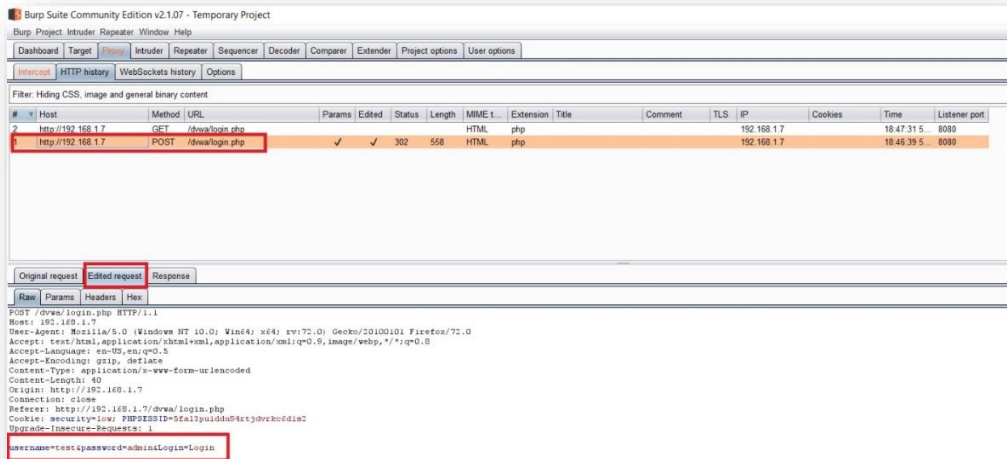 Burp Suite Community Edition v2.1.07 - Temporary Project
Burp Project Intruder Repeater Window Help
Dashboard Target Proxy Intruder Repeater Sequencer Decoder Comparer Extender Project options User options
Intercept HTTP history WebSockets history Options
Filter: Hiding CSS, image and general binary content
# Host Method URL Params Edited Status Length MIME t... Extension Title Comment TLS IP Cookies Time Listener port
2 http://192.168.1.7 GET /dvwa/login.php HTML php 192.168.1.7 18:47:31 5... 8080
1 http://192.168.1.7 POST /dvwa/login.php ✓ ✓ 302 558 HTML php 192.168.1.7 18:46:39 5... 8080
Original request Edited request Response
Raw Params Headers Hex
POST /dvwa/login.php HTTP/1.1
Host: 192.168.1.7
User-Agent: Mozilla/5.0 (Windows NT 10.0; Win64; x64; rv:72.0) Gecko/20100101 Firefox/72.0
Accept: text/html,application/xhtml+xml,application/xml;q=0.9,image/webp,*/*;q=0.8
Accept-Language: en-US,en;q=0.5
Accept-Encoding: gzip, deflate
Content-Type: application/x-www-form-urlencoded
Content-Length: 40
Origin: http://192.168.1.7
Connection: close
Referer: http://192.168.1.7/dvwa/login.php
Cookie: security=low;
Upgrade-Insecure-Requests: 1
username=test&password=admin&Login=Login